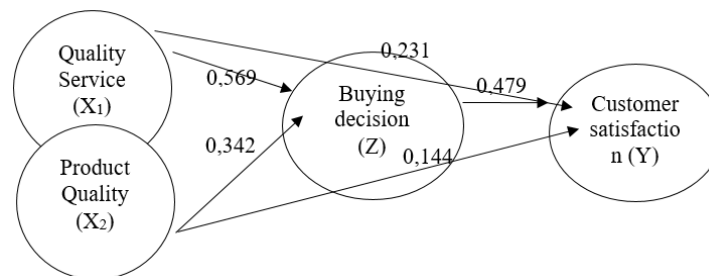 Quality
Service
(X₁)
Product
Quality
(X₂)
0,569
0,342
Buying
decision
(Z)
0,231
0,479
0,144
Customer
satisfactio
n (Y)